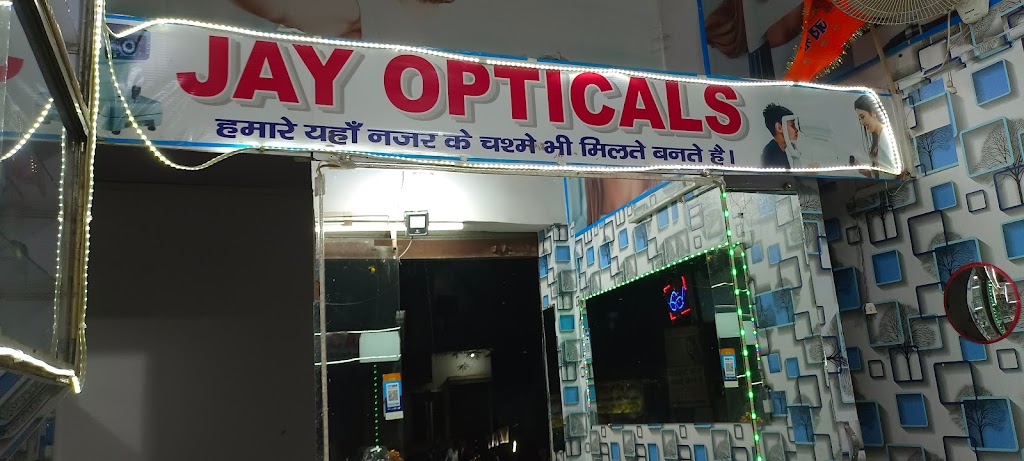 JAY OPTICALS
हमारे यहाँ नजर के चश्मे भी मिलते बनते है।